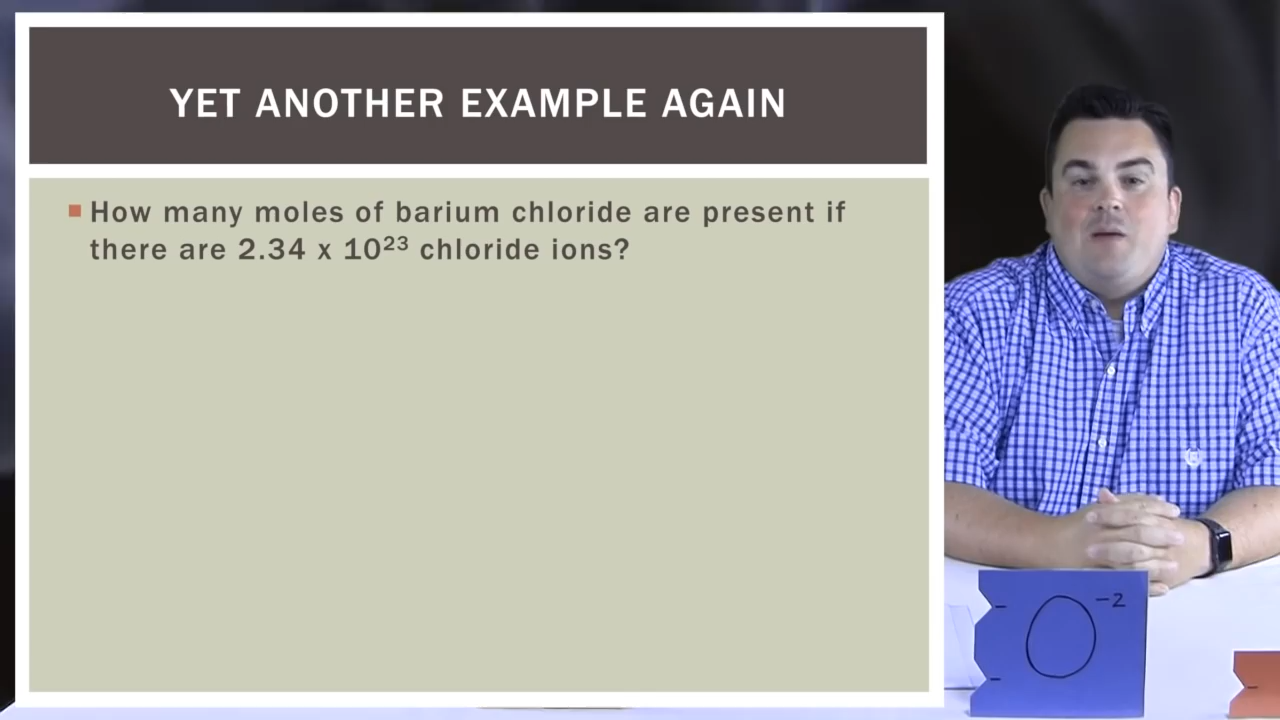 YET ANOTHER EXAMPLE AGAIN
How many moles of barium chloride are present if
there are 2.34 x 10²³ chloride ions?
O⁻²
-
-
-